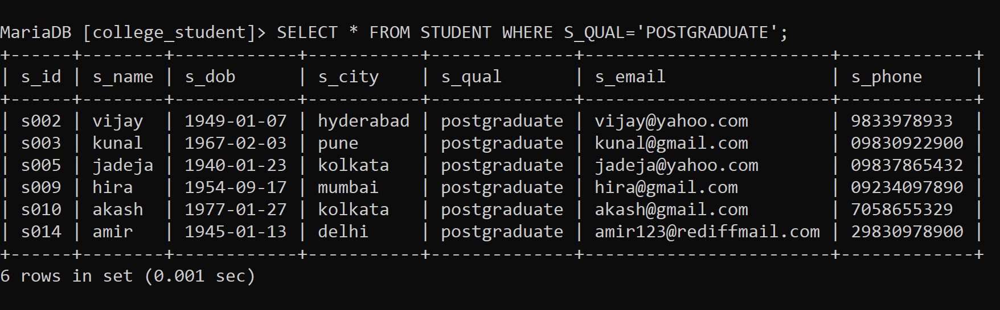 MariaDB [college_student]> SELECT * FROM STUDENT WHERE S_QUAL='POSTGRADUATE';
+------+--------+------------+-----------+--------------+------------------------+-------------+
| s_id | s_name | s_dob      | s_city    | s_qual       | s_email                | s_phone     |
+------+--------+------------+-----------+--------------+------------------------+-------------+
| s002 | vijay  | 1949-01-07 | hyderabad | postgraduate | vijay@yahoo.com        | 9833978933  |
| s003 | kunal  | 1967-02-03 | pune      | postgraduate | kunal@gmail.com        | 09830922900 |
| s005 | jadeja | 1940-01-23 | kolkata   | postgraduate | jadeja@yahoo.com       | 09837865432 |
| s009 | hira   | 1954-09-17 | mumbai    | postgraduate | hira@gmail.com         | 09234097890 |
| s010 | akash  | 1977-01-27 | kolkata   | postgraduate | akash@gmail.com        | 7058655329  |
| s014 | amir   | 1945-01-13 | delhi     | postgraduate | amir123@rediffmail.com | 29830978900 |
+------+--------+------------+-----------+--------------+------------------------+-------------+
6 rows in set (0.001 sec)